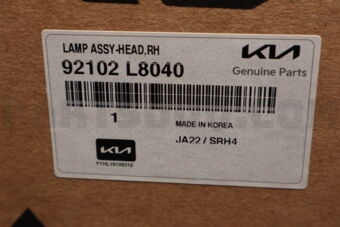 LAMP ASSY-HEAD,RH
KIA
92102 L8040
Genuine Parts
1
MADE IN KOREA
JA22 / SRH4
KIA